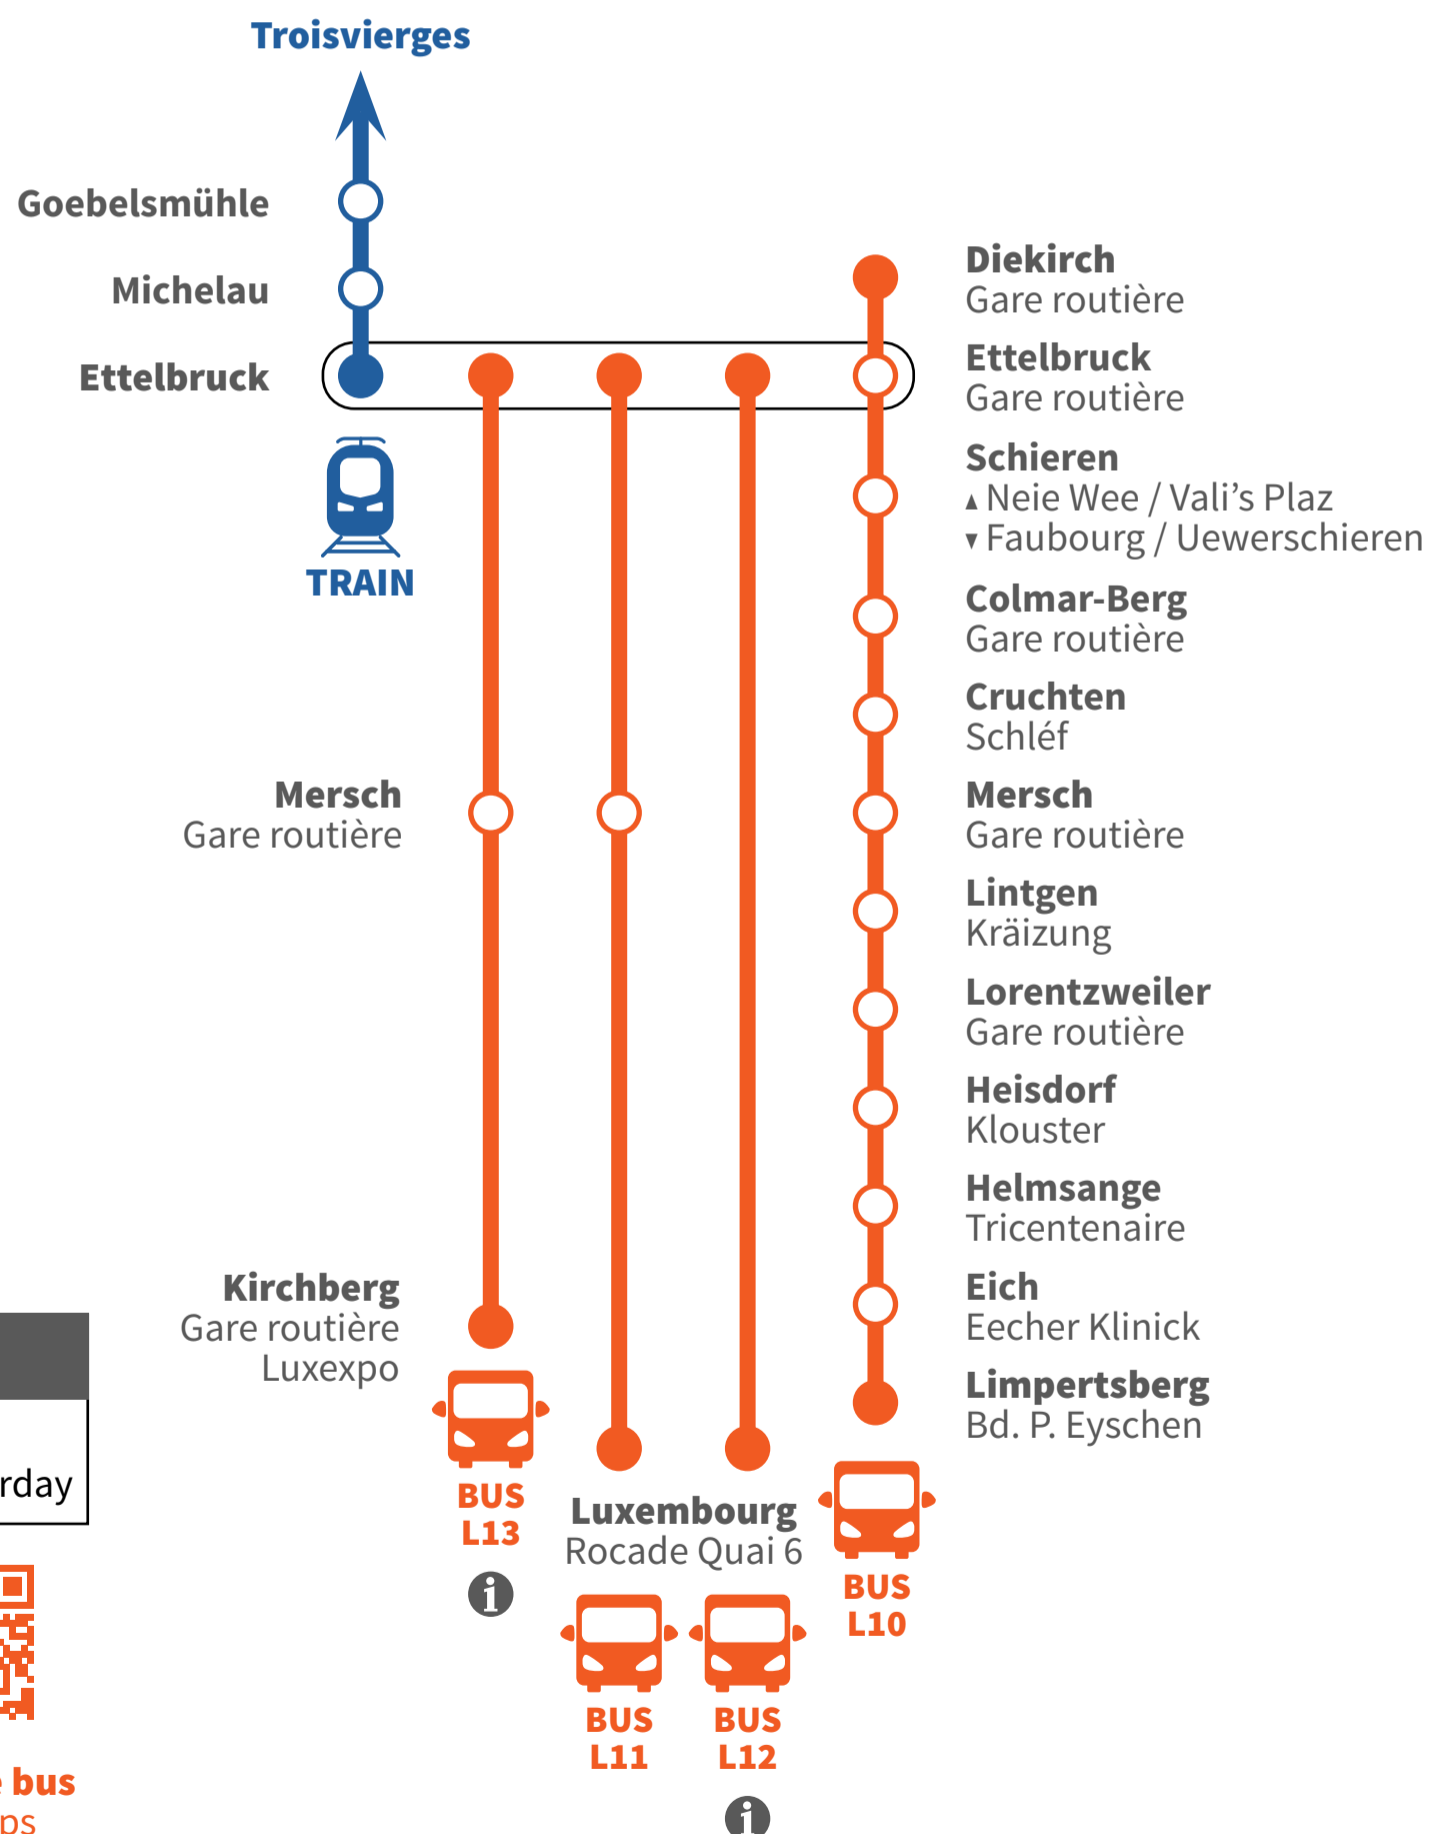 Troisvierges
Goebelsmühle
Michelau
Ettelbruck
TRAIN
Mersch
Gare routière
Kirchberg
Gare routière
Luxexpo
BUS
L13
Luxembourg
Rocade Quai 6
BUS
L11
BUS
L12
BUS
L10
Diekirch
Gare routière
Ettelbruck
Gare routière
Schieren
▲ Neie Wee / Vali’s Plaz
▼ Faubourg / Uewerschieren
Colmar-Berg
Gare routière
Cruchten
Schléf
Mersch
Gare routière
Lintgen
Kräizung
Lorentzweiler
Gare routière
Heisdorf
Klouster
Helmsange
Tricentenaire
Eich
Eecher Klinick
Limpertsberg
Bd. P. Eyschen
rday
bus
ps